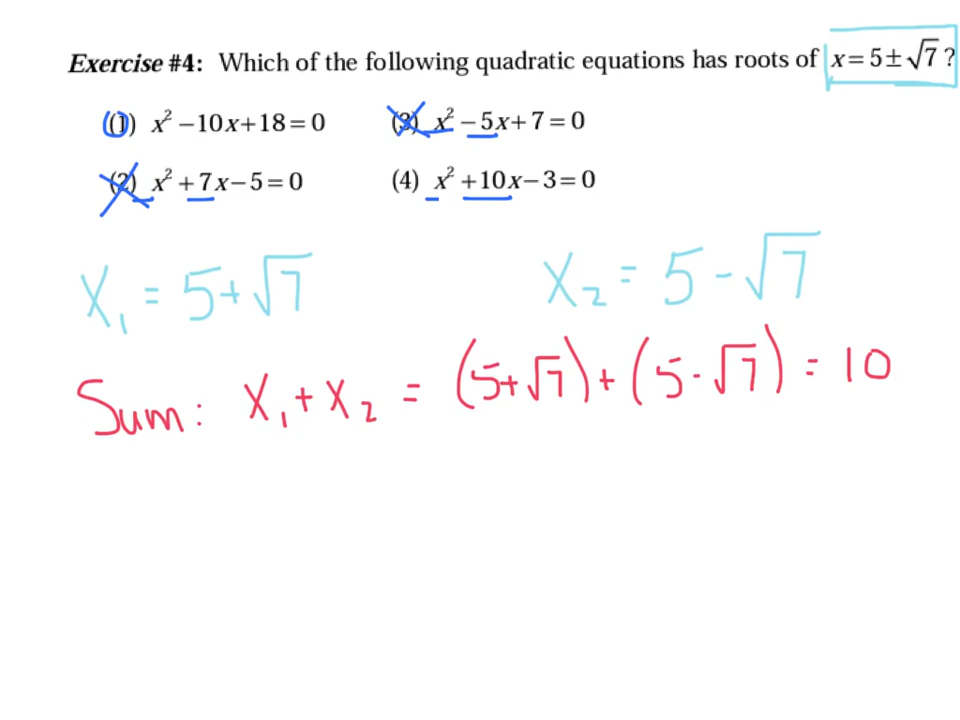 Exercise #4: Which of the following quadratic equations has roots of x = 5 ± √7 ?
(1) x² − 10x + 18 = 0 (3) x² − 5x + 7 = 0
(2) x² + 7x − 5 = 0 (4) x² + 10x − 3 = 0
x₁ = 5 + √7 x₂ = 5 − √7
Sum: x₁ + x₂ = (5 + √7) + (5 − √7) = 10